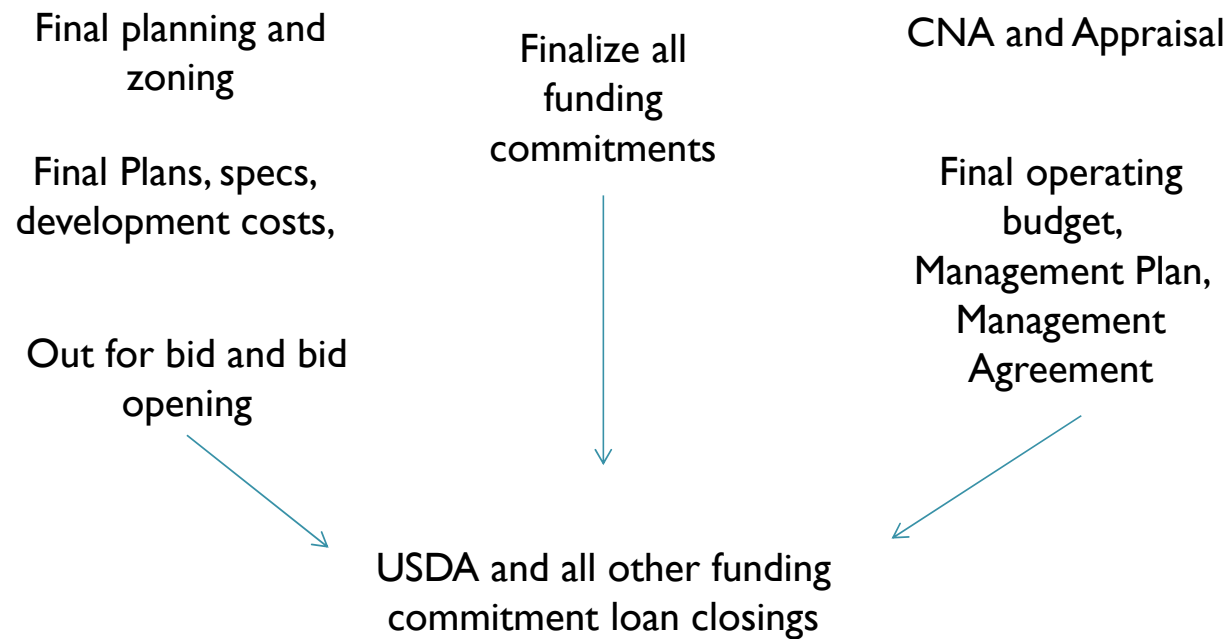 Final planning and
zoning
Final Plans, specs,
development costs,
Out for bid and bid
opening
Finalize all
funding
commitments
CNA and Appraisal
Final operating
budget,
Management Plan,
Management
Agreement
USDA and all other funding
commitment loan closings